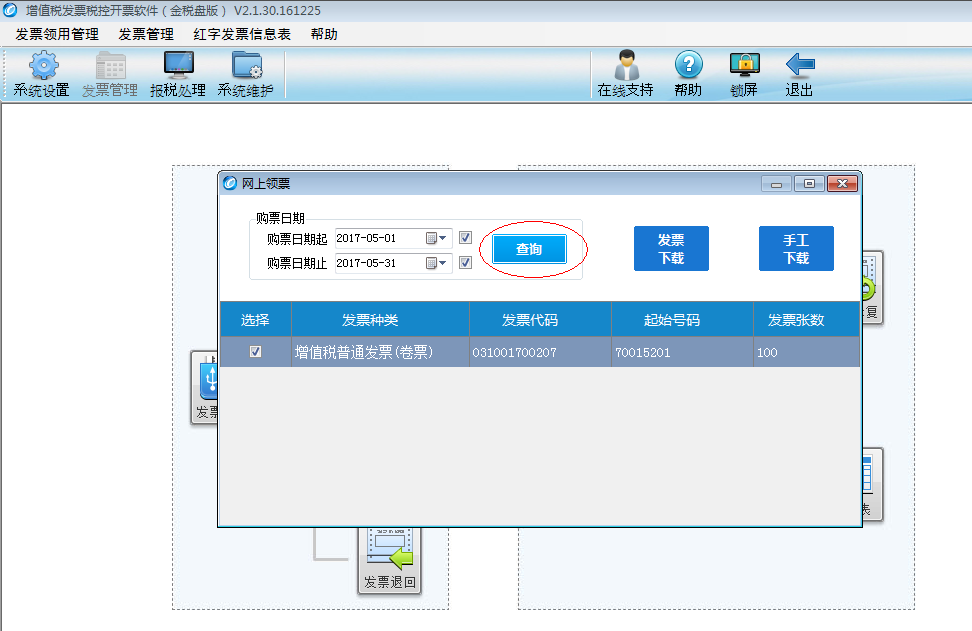 增值税发票税控开票软件(金税盘版) V2.1.30.161225
发票领用管理 发票管理 红字发票信息表 帮助
系统设置 发票管理 报税处理 系统维护 在线支持 帮助 锁屏 退出
网上领票
购票日期
购票日期起 2017-05-01
购票日期止 2017-05-31
查询
发票
下载
手工
下载
选择 发票种类 发票代码 起始号码 发票张数
增值税普通发票(卷票) 031001700207 70015201 100
复
发票
表
发票退回